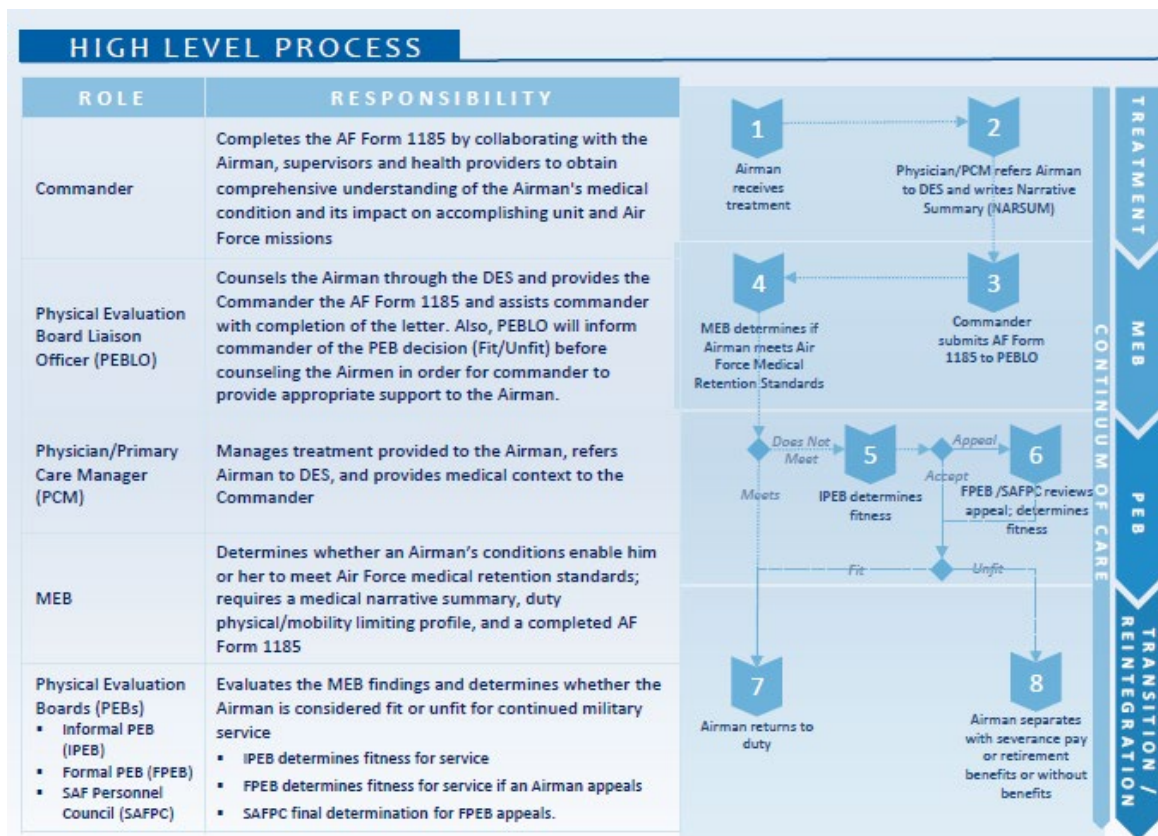 HIGH LEVEL PROCESS
ROLE
RESPONSIBILITY
Commander
Completes the AF Form 1185 by collaborating with the
Airman, supervisors and health providers to obtain
comprehensive understanding of the Airman's medical
condition and its impact on accomplishing unit and Air
Force missions
Physical Evaluation
Board Liaison
Officer (PEBLO)
Counsels the Airman through the DES and provides the
Commander the AF Form 1185 and assists commander
with completion of the letter. Also, PEBLO will inform
commander of the PEB decision (Fit/Unfit) before
counseling the Airmen in order for commander to
provide appropriate support to the Airman.
Physician/Primary
Care Manager
(PCM)
Manages treatment provided to the Airman, refers
Airman to DES, and provides medical context to the
Commander
MEB
Determines whether an Airman's conditions enable him
or her to meet Air Force medical retention standards;
requires a medical narrative summary, duty
physical/mobility limiting profile, and a completed AF
Form 1185
Physical Evaluation
Boards (PEBs)
▪ Informal PEB
(IPEB)
▪ Formal PEB (FPEB)
▪ SAF Personnel
Council (SAFPC)
Evaluates the MEB findings and determines whether the
Airman is considered fit or unfit for continued military
service
▪ IPEB determines fitness for service
▪ FPEB determines fitness for service if an Airman appeals
▪ SAFPC final determination for FPEB appeals.
1
Airman
receives
treatment
2
Physician/PCM refers Airman
to DES and writes Narrative
Summary (NARSUM)
3
Commander
submits AF Form
1185 to PEBLO
4
MEB determines if
Airman meets Air
Force Medical
Retention Standards
Does Not
Meet
Meets
5
IPEB determines
fitness
Appeal
Accept
6
FPEB /SAFPC reviews
appeal; determines
fitness
Fit
Unfit
7
Airman returns to
duty
8
Airman separates
with severance pay
or retirement
benefits or without
benefits
CONTINUUM OF CARE
TREATMENT
MEB
PEB
TRANSITION /
REINTEGRATION